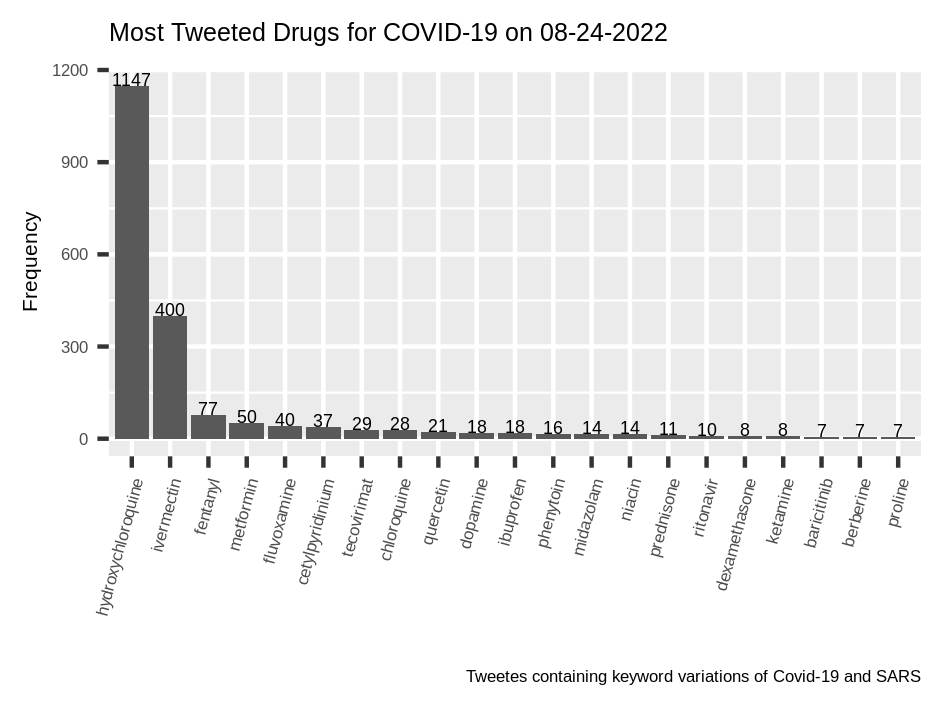 Most Tweeted Drugs for COVID-19 on 08-24-2022
Frequency
1200
900
600
300
0
1147
400
77
50
40
37
29
28
21
18
18
16
14
14
11
10
8
8
7
7
7
hydroxychloroquine
ivermectin
fentanyl
metformin
fluvoxamine
cetylpyridinium
tecovirimat
chloroquine
quercetin
dopamine
ibuprofen
phenytoin
midazolam
niacin
prednisone
ritonavir
dexamethasone
ketamine
baricitinib
berberine
proline
Tweetes containing keyword variations of Covid-19 and SARS